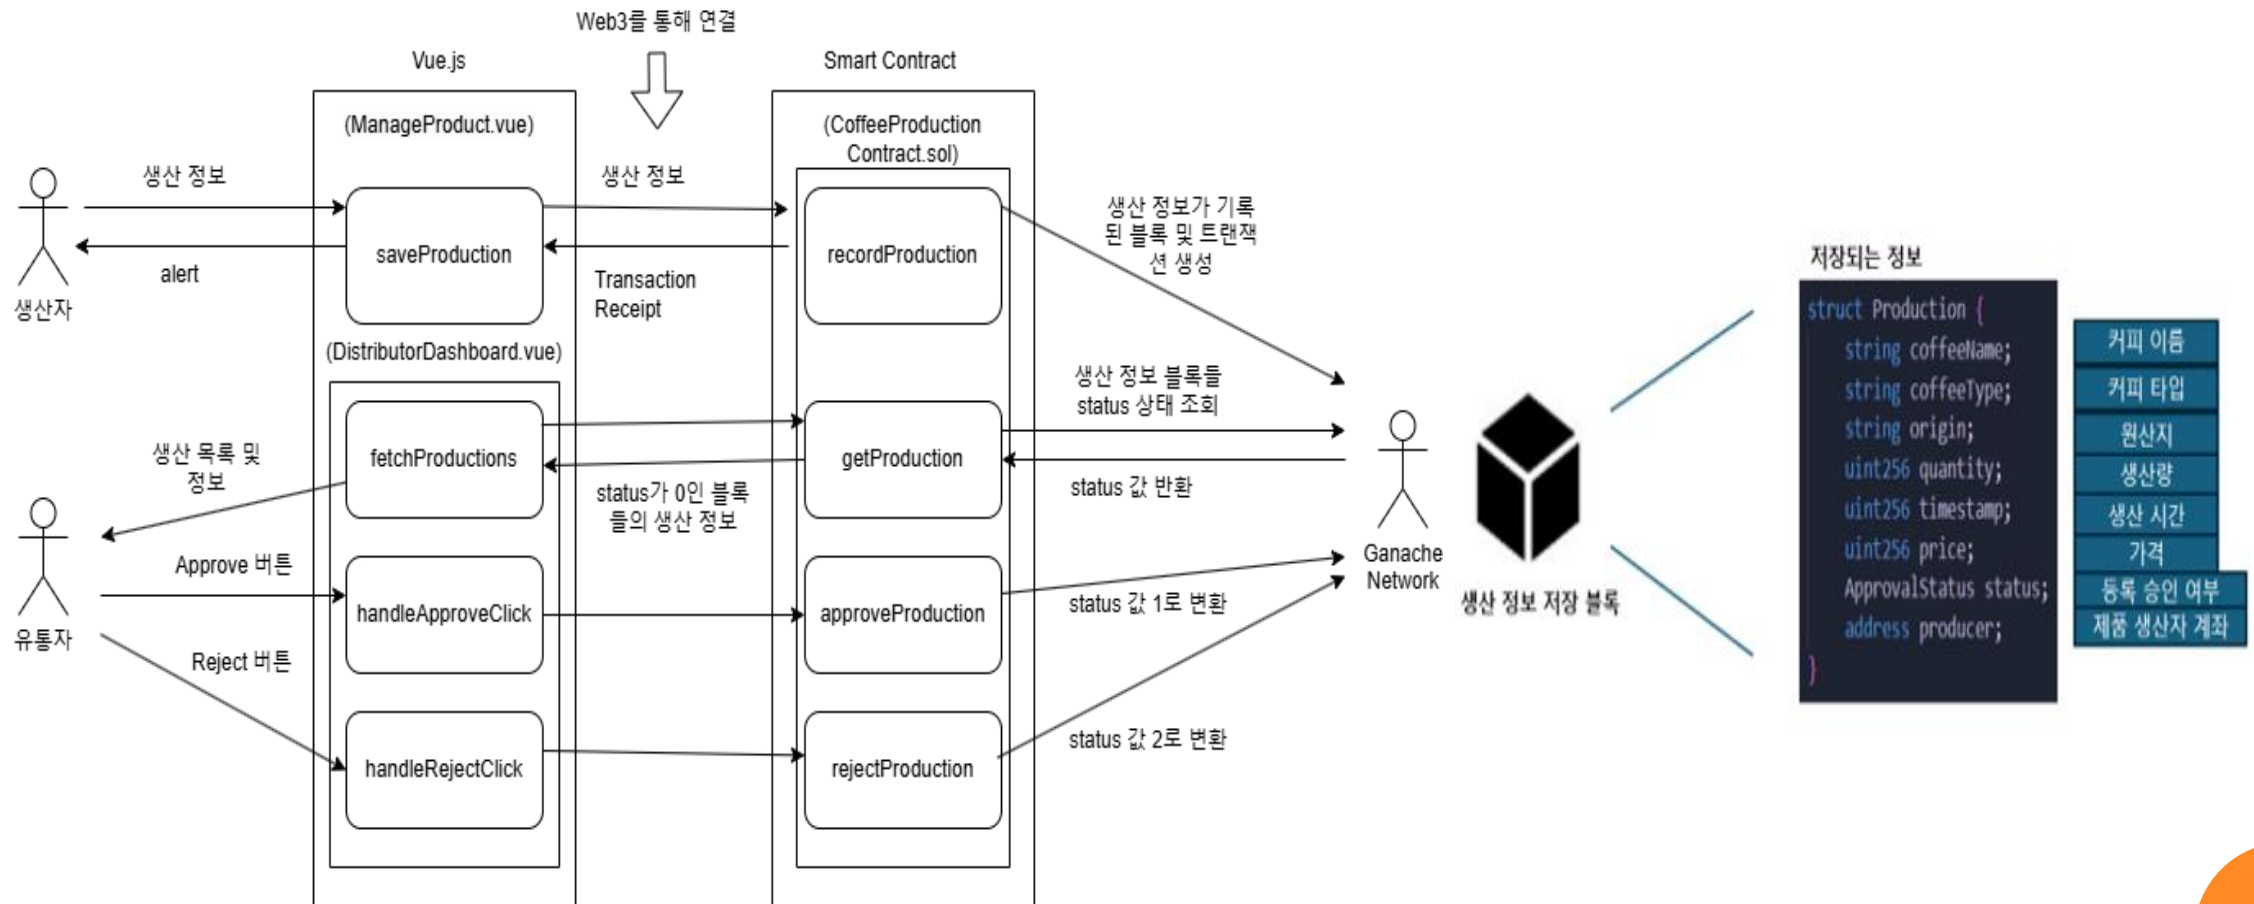 Web3를 통해 연결
Vue.js
Smart Contract
(ManageProduct.vue)
(CoffeeProduction
Contract.sol)
생산 정보
생산 정보
saveProduction
recordProduction
생산 정보가 기록
된 블록 및 트랜잭
션 생성
alert
Transaction
Receipt
생산자
(DistributorDashboard.vue)
생산 목록 및
정보
fetchProductions
getProduction
생산 정보 블록들
status 상태 조회
status가 0인 블록
들의 생산 정보
status 값 반환
Approve 버튼
handleApproveClick
approveProduction
status 값 1로 변환
유통자
Reject 버튼
handleRejectClick
rejectProduction
status 값 2로 변환
Ganache
Network
생산 정보 저장 블록
저장되는 정보
struct Production {
string coffeeName;
string coffeeType;
string origin;
uint256 quantity;
uint256 timestamp;
uint256 price;
ApprovalStatus status;
address producer;
}
커피 이름
커피 타입
원산지
생산량
생산 시간
가격
등록 승인 여부
제품 생산자 계좌